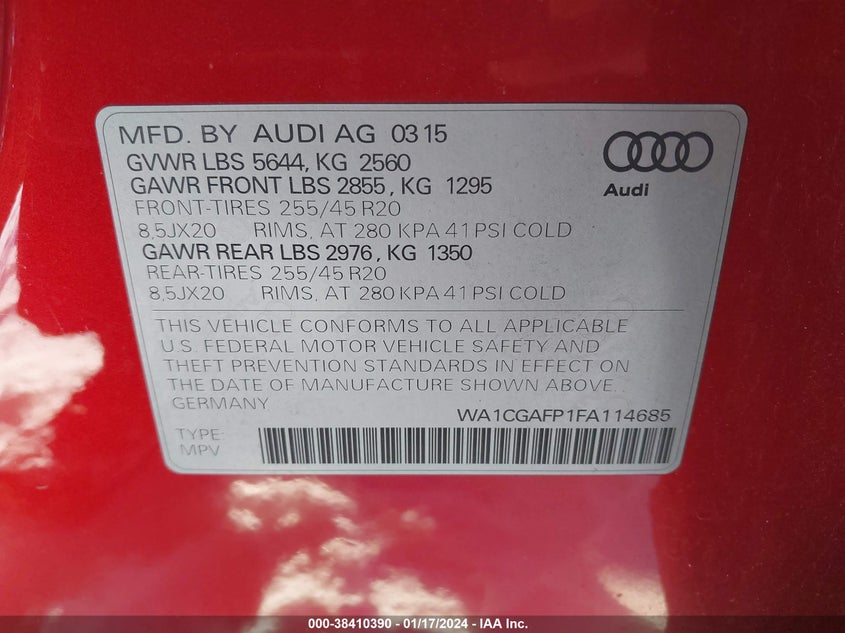 MFD. BY AUDI AG 03 15
GVWR LBS 5644, KG 2560
GAWR FRONT LBS 2855, KG 1295
FRONT-TIRES 255/45 R20
8,5JX20 RIMS, AT 280 KPA 41 PSI COLD
GAWR REAR LBS 2976, KG 1350
REAR-TIRES 255/45 R20
8,5JX20 RIMS, AT 280 KPA 41 PSI COLD
Audi
THIS VEHICLE CONFORMS TO ALL APPLICABLE
U.S. FEDERAL MOTOR VEHICLE SAFETY AND
THEFT PREVENTION STANDARDS IN EFFECT ON
THE DATE OF MANUFACTURE SHOWN ABOVE.
GERMANY
WA1CGAFP1FA114685
TYPE:
MPV
000-38410390 - 01/17/2024 - IAA Inc.